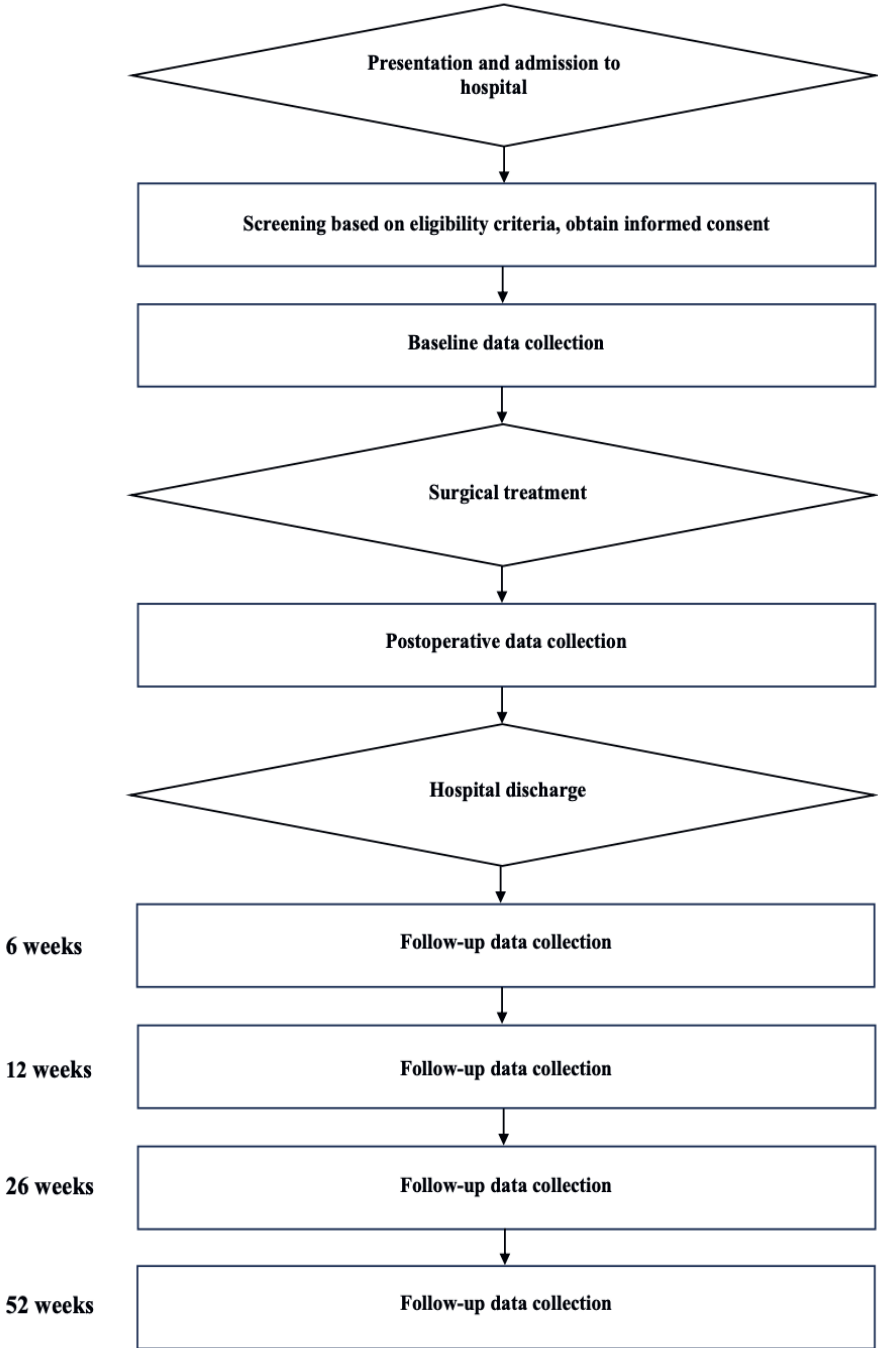 Presentation and admission to
hospital
Screening based on eligibility criteria, obtain informed consent
Baseline data collection
Surgical treatment
Postoperative data collection
Hospital discharge
6 weeks
Follow-up data collection
12 weeks
Follow-up data collection
26 weeks
Follow-up data collection
52 weeks
Follow-up data collection